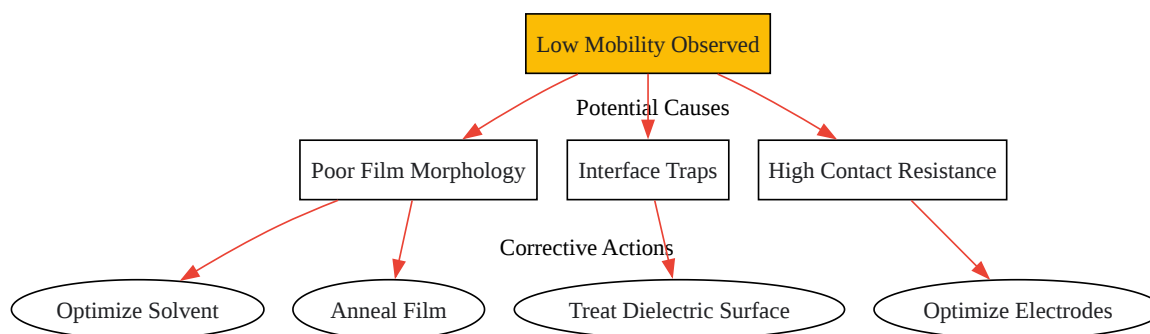 Low Mobility Observed
Potential Causes
Poor Film Morphology
Interface Traps
High Contact Resistance
Corrective Actions
Optimize Solvent
Anneal Film
Treat Dielectric Surface
Optimize Electrodes